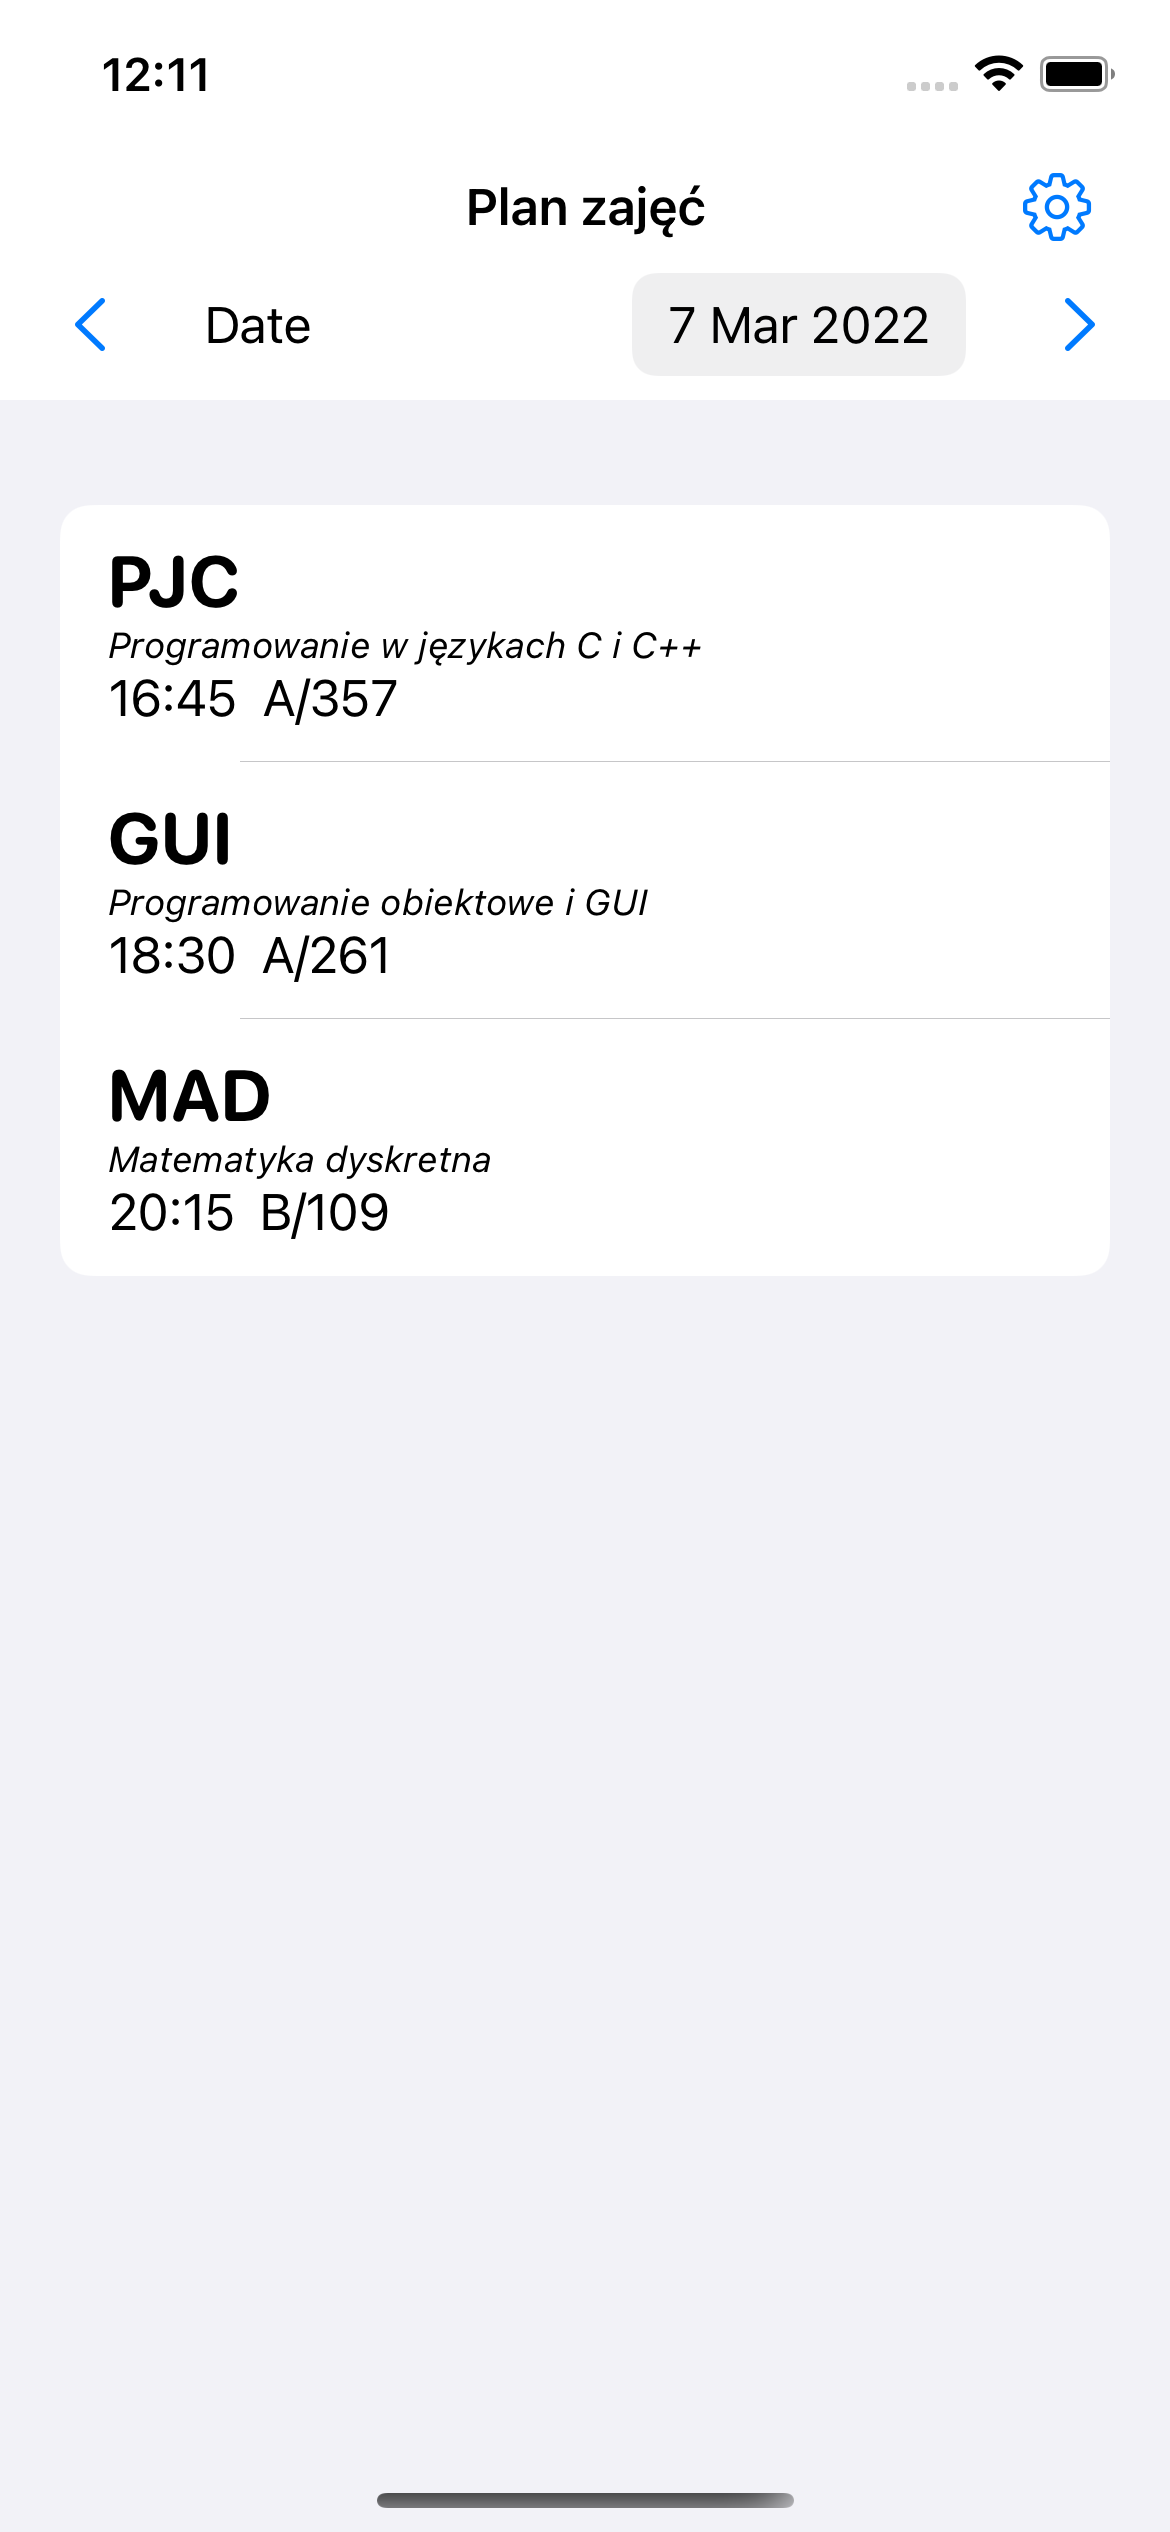 12:11
Plan zajęć
Date 7 Mar 2022
PJC
Programowanie w językach C i C++
16:45 A/357
GUI
Programowanie obiektowe i GUI
18:30 A/261
MAD
Matematyka dyskretna
20:15 B/109